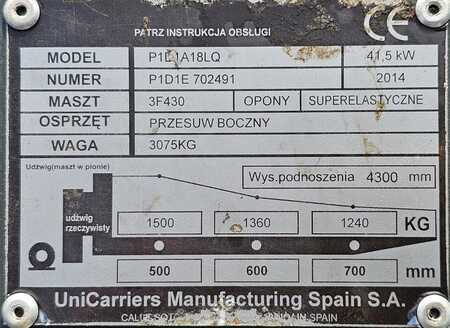 PATRZ INSTRUKCJA OBSŁUGI CE
MODEL P1D1A18LQ 41,5 kW
NUMER P1D1E 702491 2014
MASZT 3F430 OPONY SUPERELASTYCZNE
OSPRZĘT PRZESUW BOCZNY
WAGA 3075KG
Udźwig(maszt w pionie)
Wys.podnoszenia 4300 mm
udźwig rzeczywisty 1500 1360 1240 KG
500 600 700 mm
UniCarriers Manufacturing Spain S.A.
SPAIN